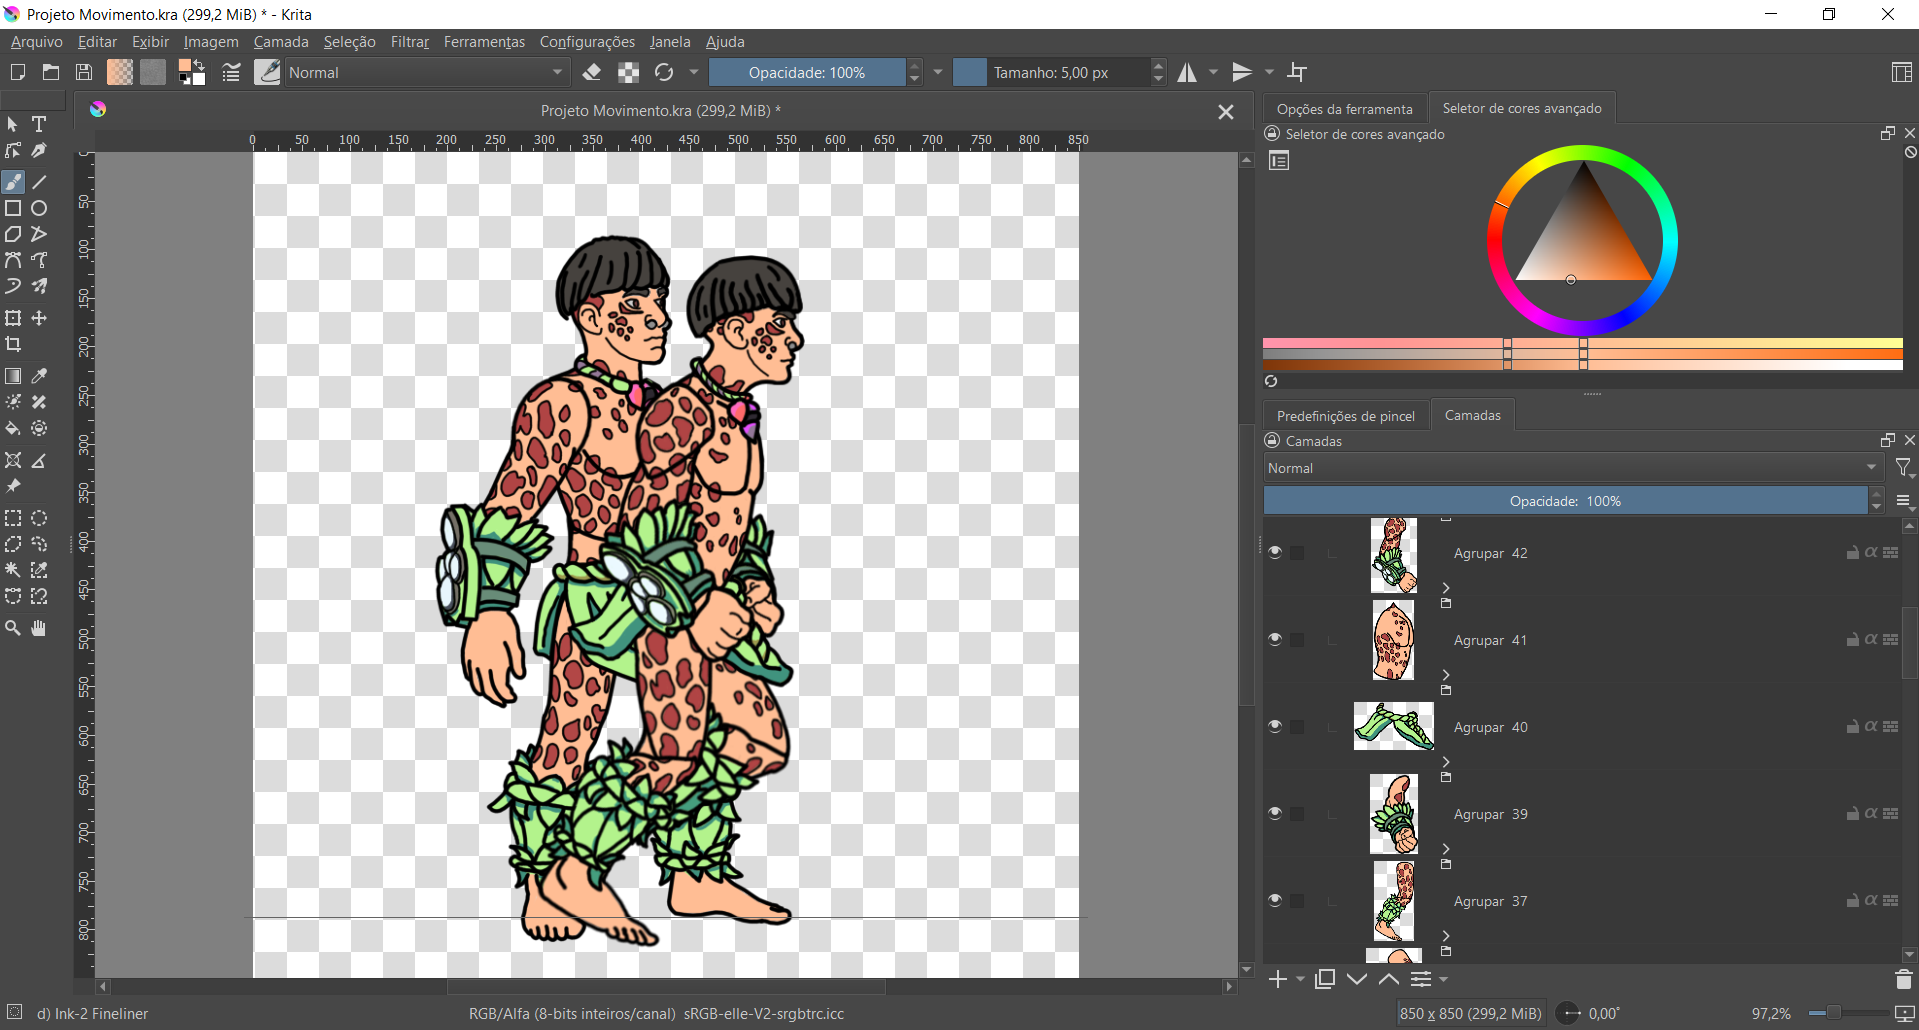 Projeto Movimento.kra (299,2 MiB) * - Krita
Arquivo Editar Exibir Imagem Camada Seleção Filtrar Ferramentas Configurações Janela Ajuda
Normal Opacidade: 100% Tamanho: 5,00 px
Projeto Movimento.kra (299,2 MiB) *
Opções da ferramenta Seletor de cores avançado
Seletor de cores avançado
0 50 100 150 200 250 300 350 400 450 500 550 600 650 700 750 800 850
0
50
100
150
200
250
300
350
400
450
500
550
600
650
700
750
800
Predefinições de pincel Camadas
Camadas
Normal
Opacidade: 100%
Agrupar 42
Agrupar 41
Agrupar 40
Agrupar 39
Agrupar 37
d) Ink-2 Fineliner RGB/Alfa (8-bits inteiros/canal) sRGB-elle-V2-srgbtrc.icc 850 x 850 (299,2 MiB) 0,00° 97,2%